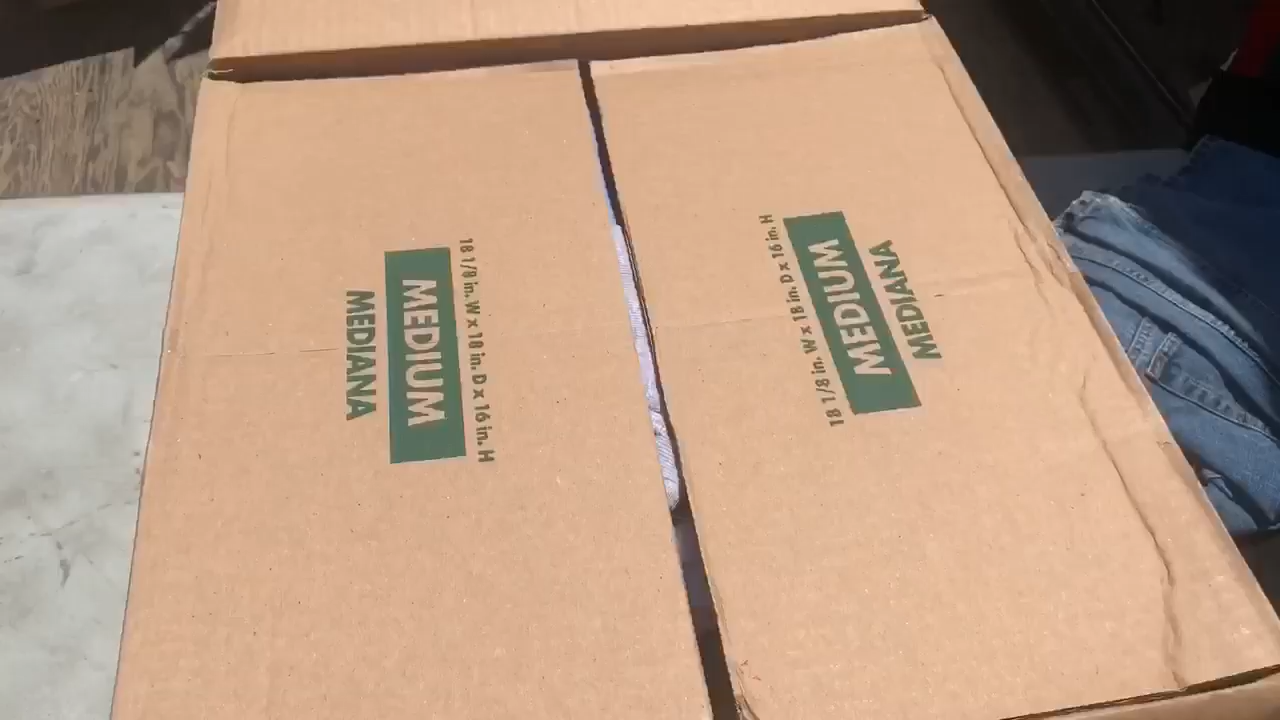 18 1/8 in. W x 18 in. D x 16 in. H
MEDIUM
MEDIANA
18 1/8 in. W x 18 in. D x 16 in. H
MEDIUM
MEDIANA